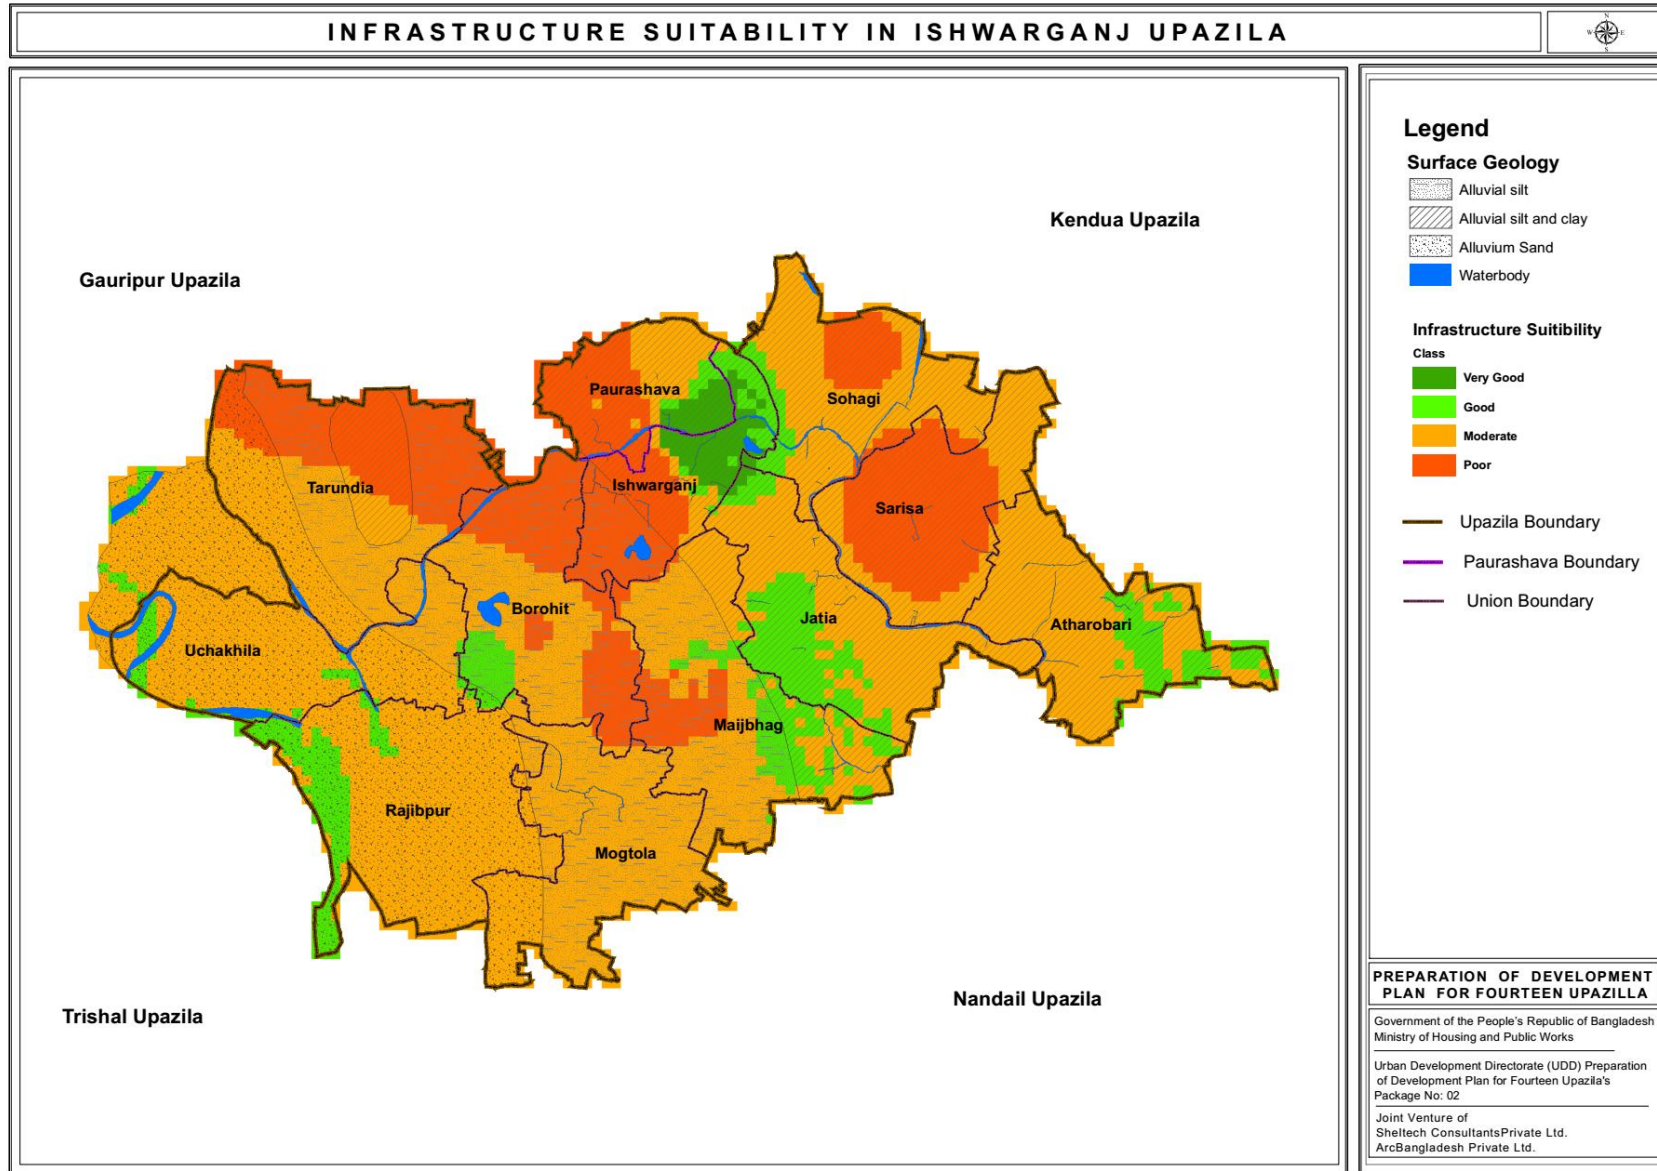 INFRASTRUCTURE SUITABILITY IN ISHWARGANJ UPAZILA
N
W
E
S
Kendua Upazila
Gauripur Upazila
Paurashava
Sohagi
Tarundia
Ishwarganj
Sarisa
Borohit
Jatia
Atharobari
Uchakhila
Maijbhag
Rajibpur
Mogtola
Nandail Upazila
Trishal Upazila
Legend
Surface Geology
Alluvial silt
Alluvial silt and clay
Alluvium Sand
Waterbody
Infrastructure Suitibility
Class
Very Good
Good
Moderate
Poor
Upazila Boundary
Paurashava Boundary
Union Boundary
PREPARATION OF DEVELOPMENT
PLAN FOR FOURTEEN UPAZILLA
Government of the People's Republic of Bangladesh
Ministry of Housing and Public Works
Urban Development Directorate (UDD) Preparation
of Development Plan for Fourteen Upazila's
Package No: 02
Joint Venture of
Sheltech ConsultantsPrivate Ltd.
ArcBangladesh Private Ltd.